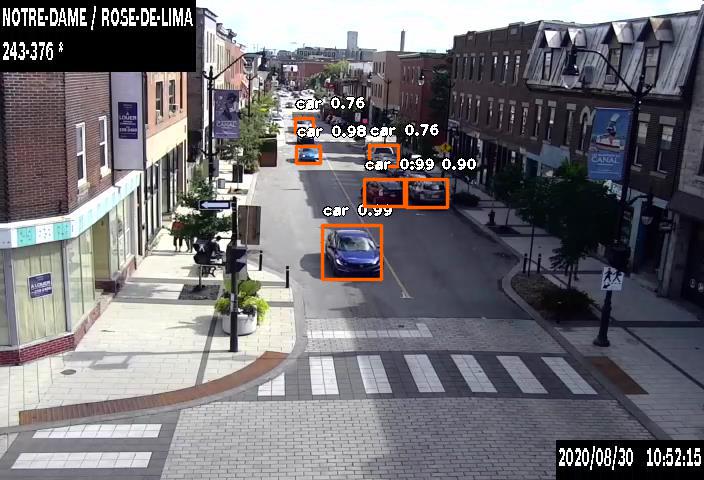 NOTRE-DAME / ROSE-DE-LIMA
243-376 *
car 0.76
car 0.98
car 0.76
car 0.99
0.90
car 0.99
À LOUER
CANAL
CANAL
2020/08/30 10:52:15